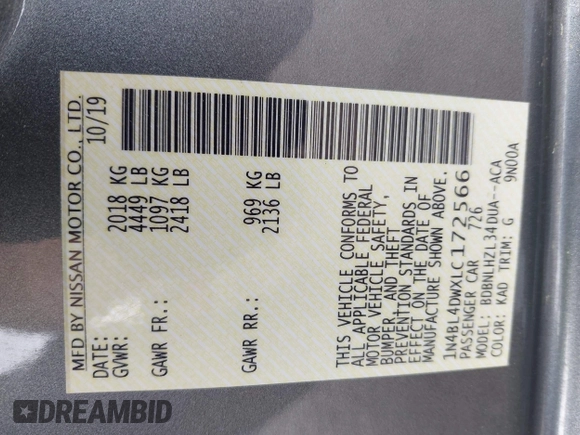 MFD BY NISSAN MOTOR CO., LTD.
DATE: 10/19
GVWR: 2018 KG
4449 LB
GAWR FR.: 1097 KG
2418 LB
GAWR RR.: 969 KG
2136 LB
THIS VEHICLE CONFORMS TO
ALL APPLICABLE FEDERAL
MOTOR VEHICLE SAFETY,
BUMPER, AND THEFT
PREVENTION STANDARDS IN
EFFECT ON THE DATE OF
MANUFACTURE SHOWN ABOVE.
1N4BL4DWXLC172566
PASSENGER CAR 726
MODEL: BDBNLHZL34DUA--ACA
COLOR: KAD TRIM: G 9N00A
DREAMBID